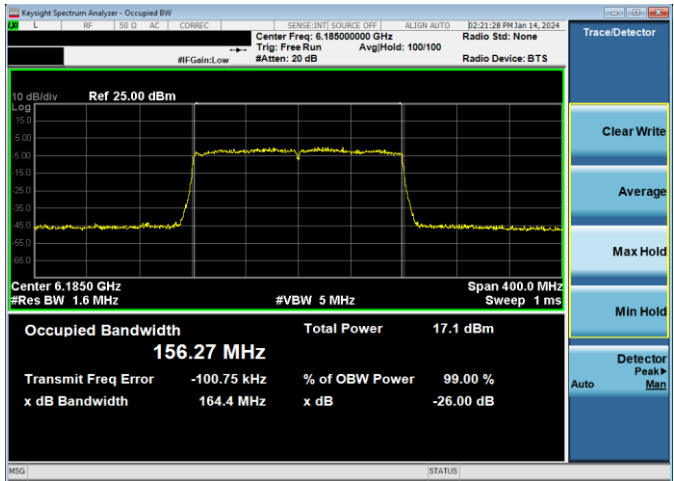 Keysight Spectrum Analyzer - Occupied BW
L RF 50 Ω AC CORREC SENSE:INT SOURCE OFF ALIGN AUTO 02:21:28 PM Jan 14, 2024
Trace/Detector
Center Freq: 6.185000000 GHz Radio Std: None
Trig: Free Run Avg|Hold: 100/100
#IFGain:Low #Atten: 20 dB Radio Device: BTS
10 dB/div Ref 25.00 dBm
Log
15.0
5.00
-5.00
-15.0
-25.0
-35.0
-45.0
-55.0
-65.0
Center 6.1850 GHz Span 400.0 MHz
#Res BW 1.6 MHz #VBW 5 MHz Sweep 1 ms
Occupied Bandwidth Total Power 17.1 dBm
156.27 MHz
Transmit Freq Error -100.75 kHz % of OBW Power 99.00 %
x dB Bandwidth 164.4 MHz x dB -26.00 dB
Clear Write
Average
Max Hold
Min Hold
Detector
Peak▶
Auto Man
MSG STATUS